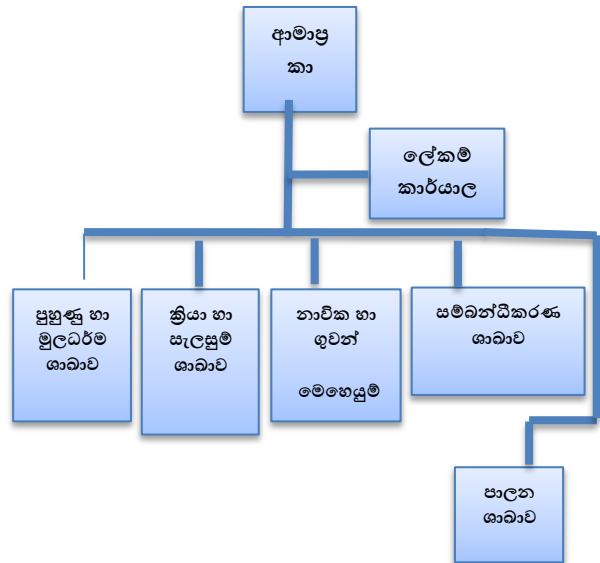 ආමාප්‍ර
කා
ලේකම්
කාර්යාල
පුහුණු හා
මුලධර්ම
ශාඛාව
ක්‍රියා හා
සැලසුම්
ශාඛාව
නාවික හා
ගුවන්
මෙහෙයුම්
සම්බන්ධීකරණ
ශාඛාව
පාලන
ශාඛාව